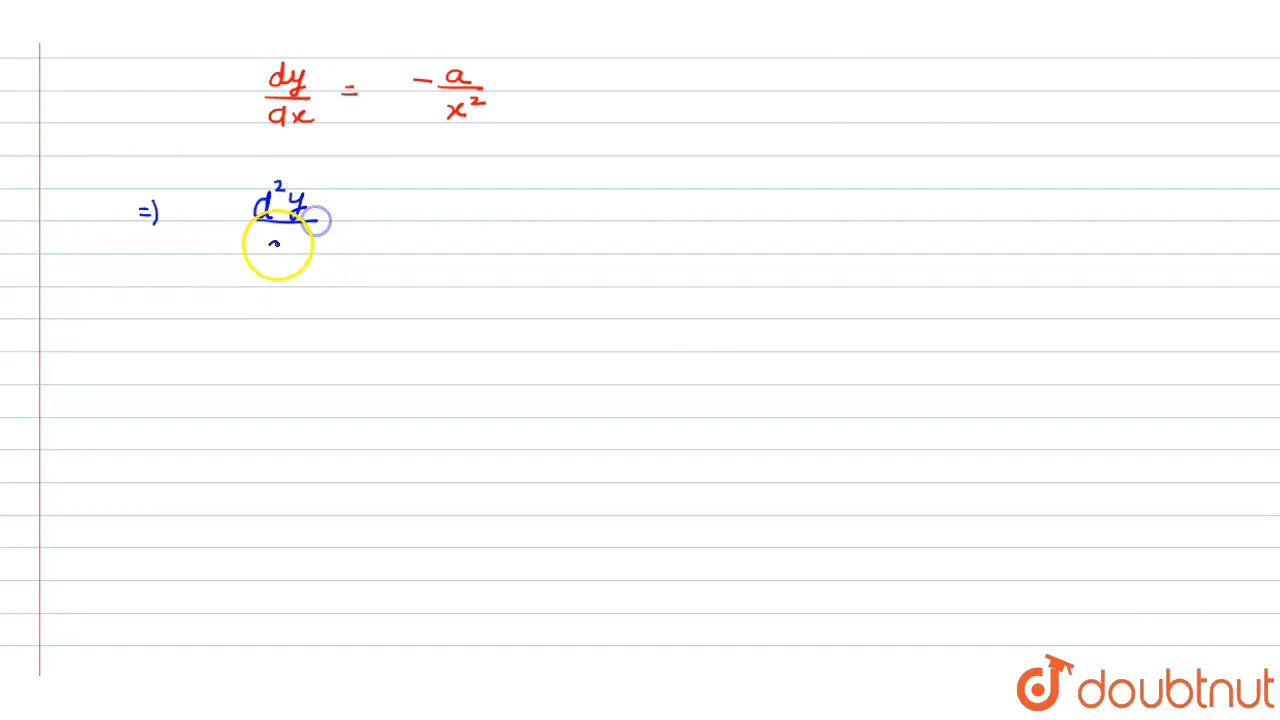 dy/dx = -a/x²
=) d²y
doubtnut